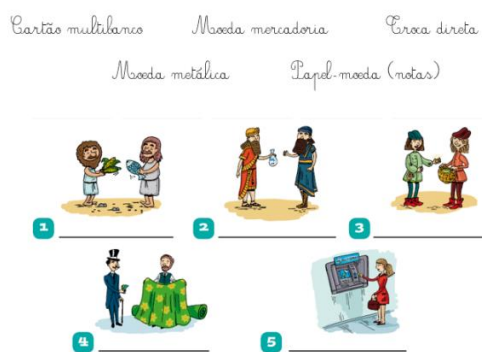 Cartão multibanco Moeda mercadoria Troca direta
Moeda metálica Papel-moeda (notas)
1 2 3
4 5